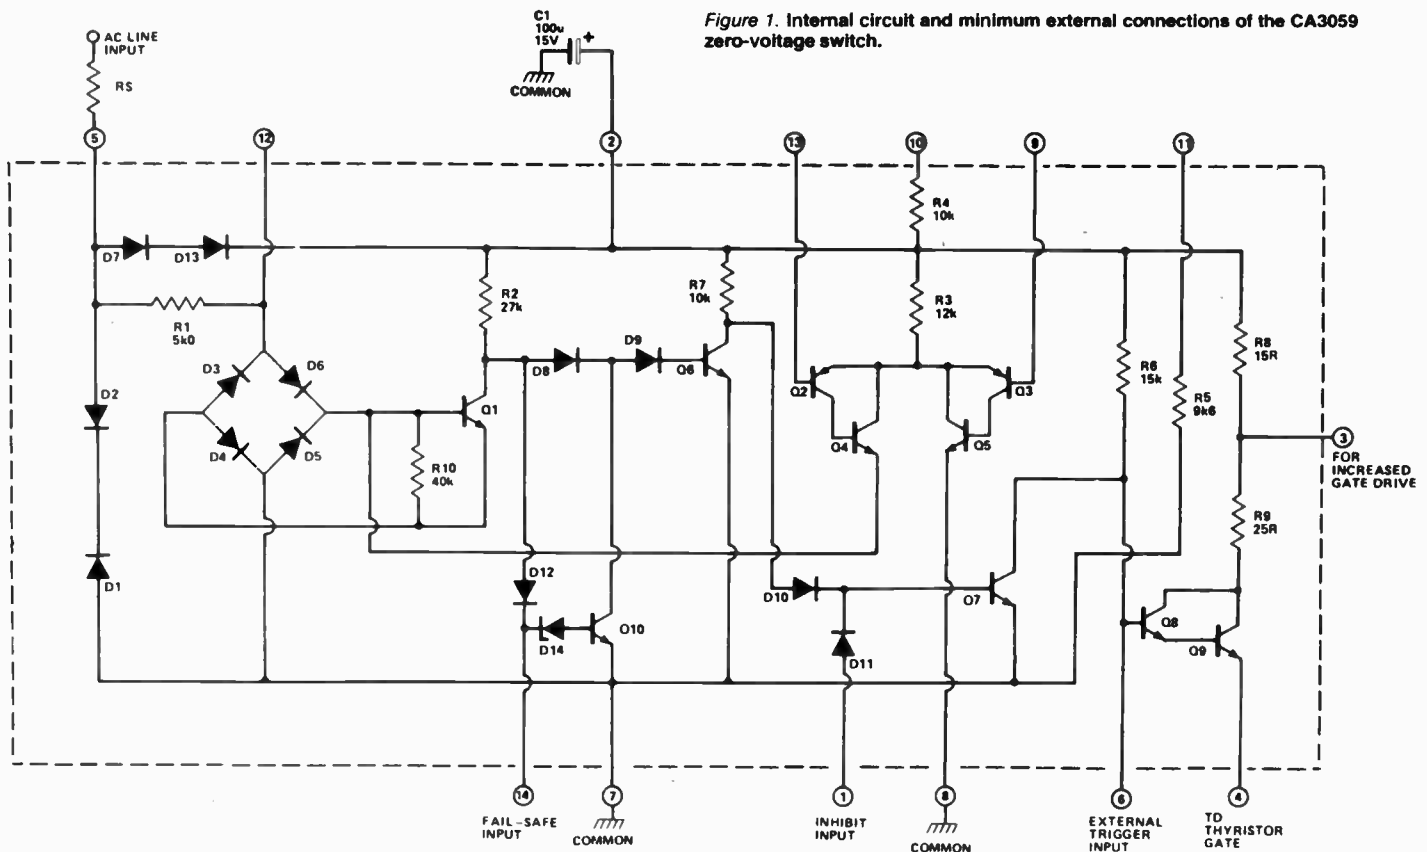 Figure 1. Internal circuit and minimum external connections of the CA3059
zero-voltage switch.
C1
100u
15V
+
COMMON
AC LINE
INPUT
RS
5
12
2
13
10
9
11
R4
10k
D7
D13
R1
5k0
R2
27k
R7
10k
R3
12k
R8
15R
D3
D6
D2
D8
D9
Q6
Q2
Q3
R6
15k
R5
9k6
Q1
D4
D5
R10
40k
Q4
Q5
3
FOR
INCREASED
GATE DRIVE
R9
25R
D1
D12
D10
O7
D14
O10
D11
Q8
Q9
14
7
1
8
6
4
FAIL-SAFE
INPUT
COMMON
INHIBIT
INPUT
COMMON
EXTERNAL
TRIGGER
INPUT
TD
THYRISTOR
GATE